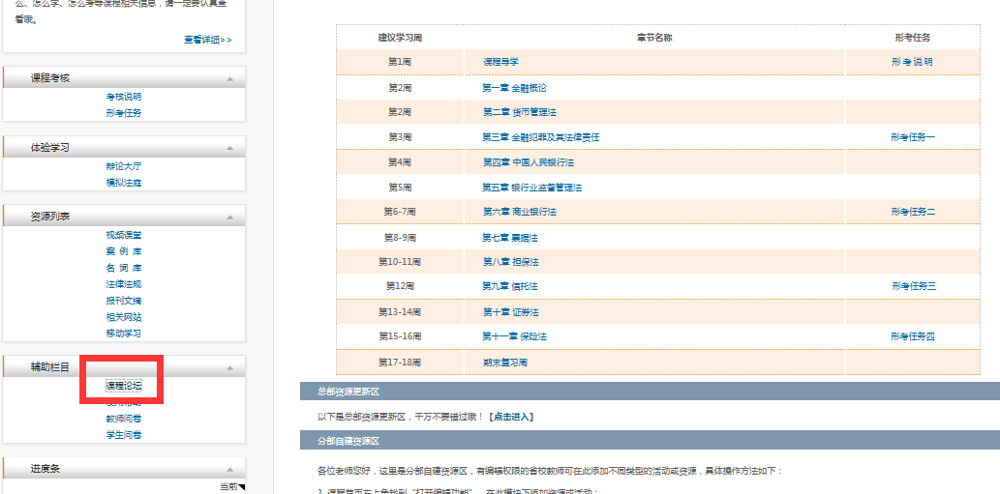 么、怎么学、怎么考等课程相关信息，请一定要认真查
看哦。
查看详细>>
课程考核
考核说明
形考任务
体验学习
辩论大厅
模拟法庭
资源列表
视频课堂
案 例 库
名 词 库
法律法规
报刊文摘
相关网站
移动学习
辅助栏目
课程论坛
教师问卷
学生问卷
进度条
当前
建议学习周 章节名称 形考任务
第1周 课程导学 形 考 说 明
第2周 第一章 金融概论
第2周 第二章 货币管理法
第3周 第三章 金融犯罪及其法律责任 形考任务一
第4周 第四章 中国人民银行法
第5周 第五章 银行业监督管理法
第6-7周 第六章 商业银行法 形考任务二
第8-9周 第七章 票据法
第10-11周 第八章 担保法
第12周 第九章 信托法 形考任务三
第13-14周 第十章 证券法
第15-16周 第十一章 保险法 形考任务四
第17-18周 期末复习周
总部资源更新区
以下是总部资源更新区，千万不要错过哦！【点击进入】
分部自建资源区
各位老师您好，这里是分部自建资源区，有编辑权限的省校教师可在此添加不同类型的活动或资源，具体操作方法如下：
1. 课程首页右上角找到 “打开编辑功能” ，在此模块下添加资源或活动；